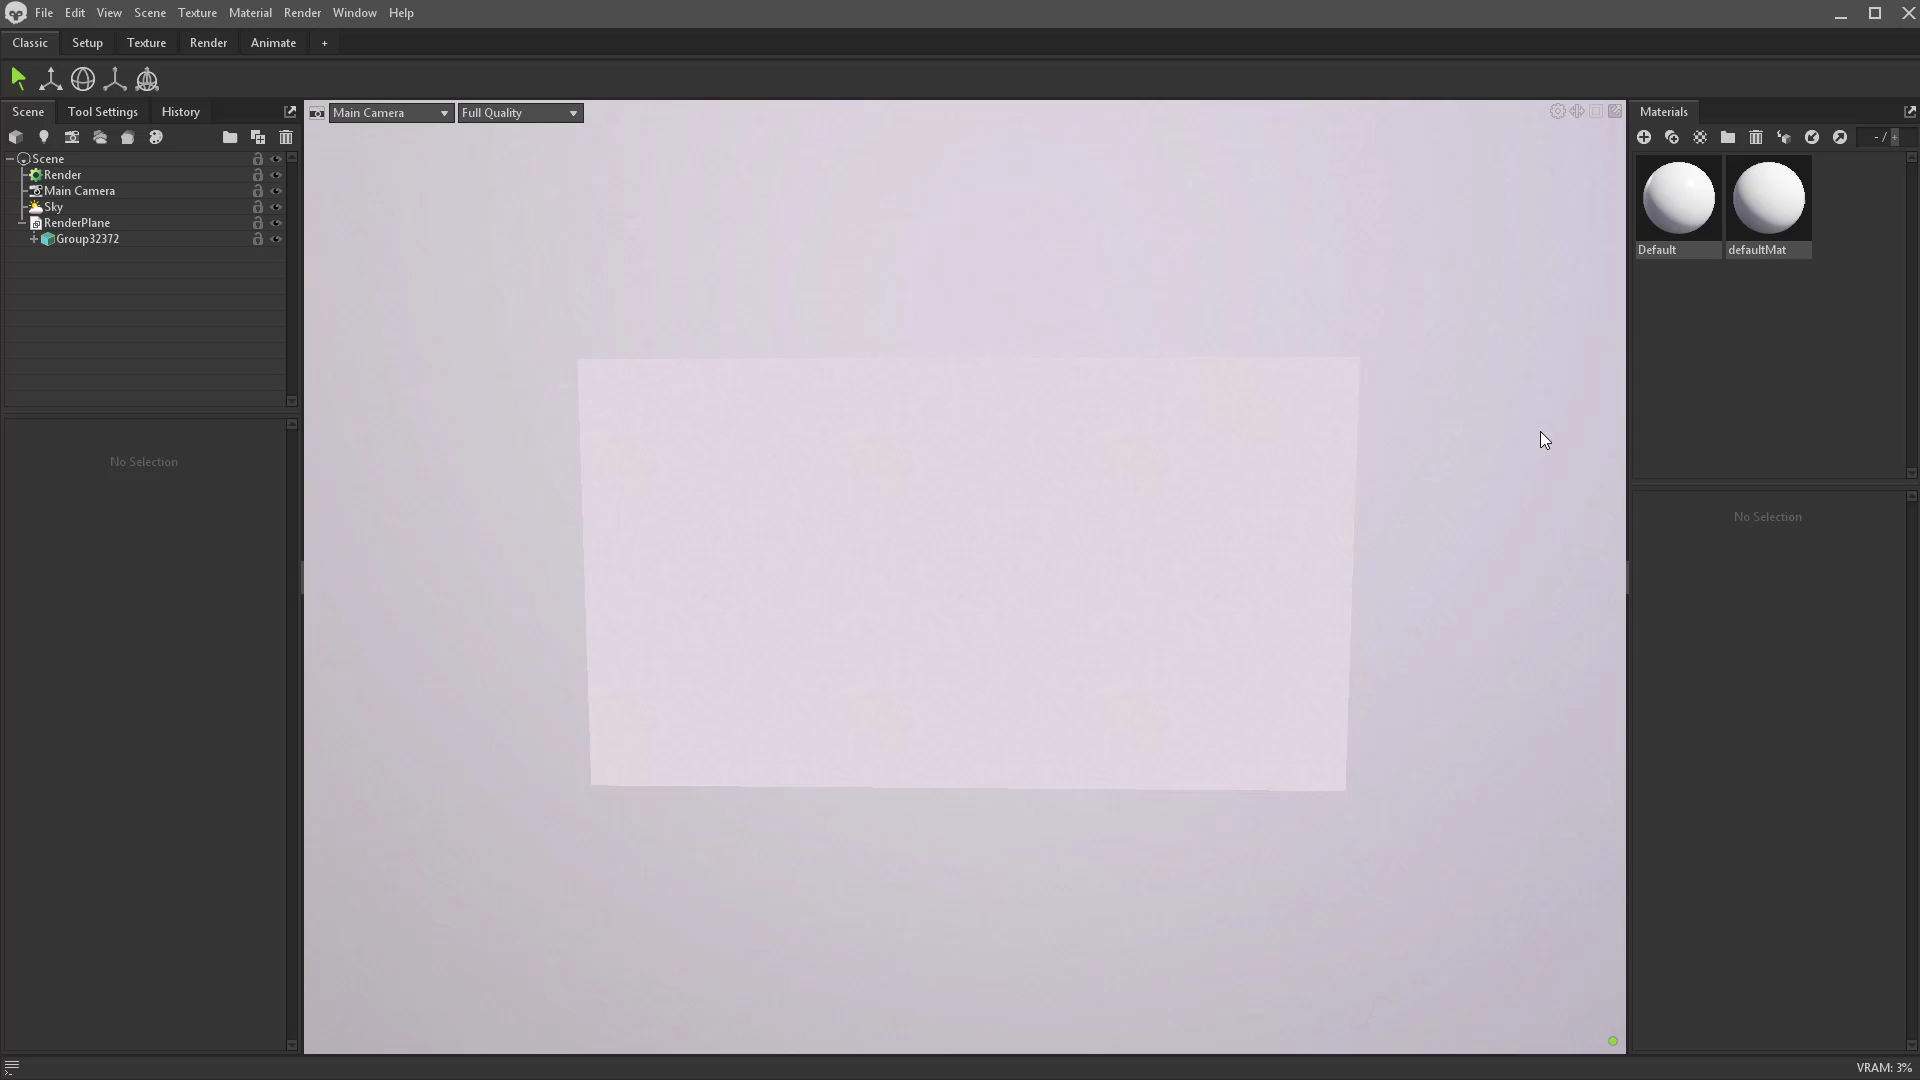 File Edit View Scene Texture Material Render Window Help
Classic Setup Texture Render Animate +
Scene Tool Settings History
Main Camera Full Quality
Materials
- / +
Scene
Render
Main Camera
Sky
RenderPlane
Group32372
Default defaultMat
No Selection
No Selection
VRAM: 3%